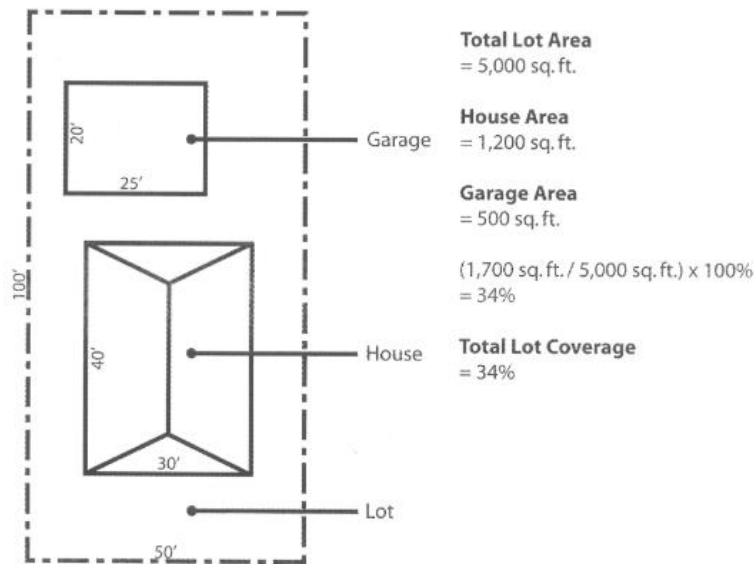 Total Lot Area
= 5,000 sq. ft.
House Area
= 1,200 sq. ft.
Garage Area
= 500 sq. ft.
(1,700 sq. ft. / 5,000 sq. ft.) x 100%
= 34%
Total Lot Coverage
= 34%
20'
25'
Garage
100'
40'
30'
House
Lot
50'